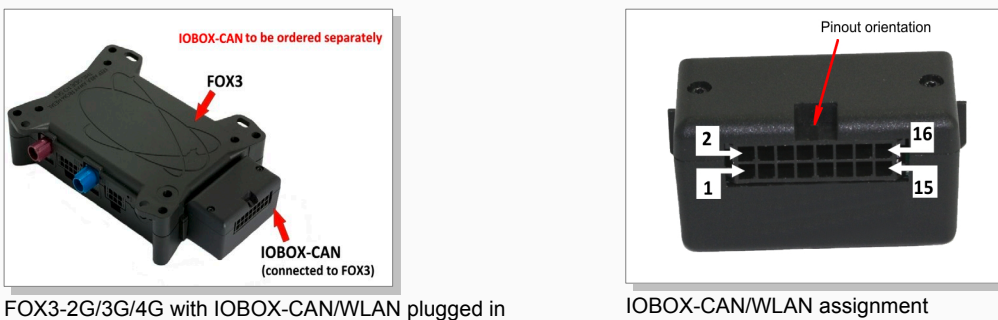 IOBOX-CAN to be ordered separately
FOX3
IOBOX-CAN
(connected to FOX3)
FOX3-2G/3G/4G with IOBOX-CAN/WLAN plugged in
Pinout orientation
2
16
1
15
IOBOX-CAN/WLAN assignment